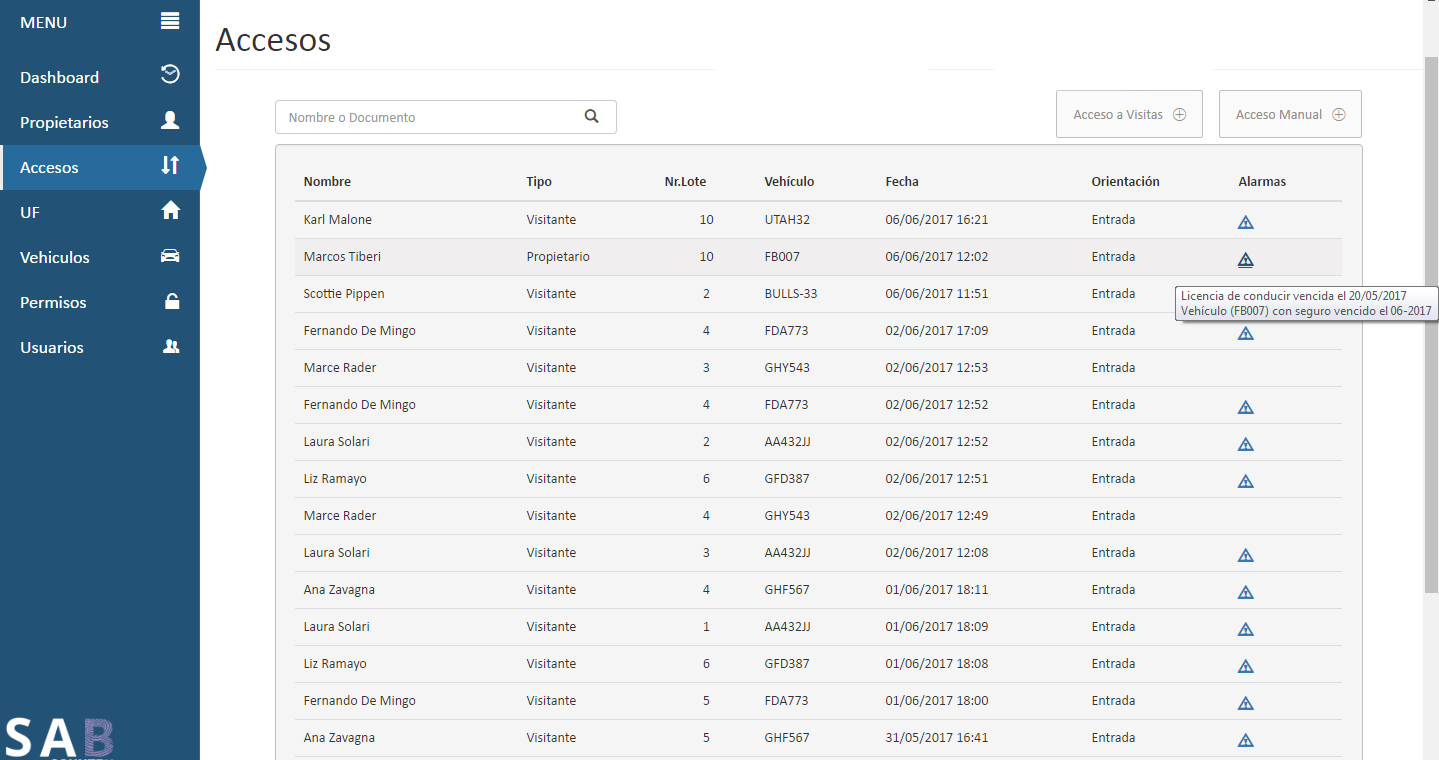 MENU
Dashboard
Propietarios
Accesos
UF
Vehiculos
Permisos
Usuarios
SAB
Accesos
Nombre o Documento
Acceso a Visitas
Acceso Manual
Nombre Tipo Nr.Lote Vehículo Fecha Orientación Alarmas
Karl Malone Visitante 10 UTAH32 06/06/2017 16:21 Entrada
Marcos Tiberi Propietario 10 FB007 06/06/2017 12:02 Entrada
Scottie Pippen Visitante 2 BULLS-33 06/06/2017 11:51 Entrada
Licencia de conducir vencida el 20/05/2017
Vehículo (FB007) con seguro vencido el 06-2017
Fernando De Mingo Visitante 4 FDA773 02/06/2017 17:09 Entrada
Marce Rader Visitante 3 GHY543 02/06/2017 12:53 Entrada
Fernando De Mingo Visitante 4 FDA773 02/06/2017 12:52 Entrada
Laura Solari Visitante 2 AA432JJ 02/06/2017 12:52 Entrada
Liz Ramayo Visitante 6 GFD387 02/06/2017 12:51 Entrada
Marce Rader Visitante 4 GHY543 02/06/2017 12:49 Entrada
Laura Solari Visitante 3 AA432JJ 02/06/2017 12:08 Entrada
Ana Zavagna Visitante 4 GHF567 01/06/2017 18:11 Entrada
Laura Solari Visitante 1 AA432JJ 01/06/2017 18:09 Entrada
Liz Ramayo Visitante 6 GFD387 01/06/2017 18:08 Entrada
Fernando De Mingo Visitante 5 FDA773 01/06/2017 18:00 Entrada
Ana Zavagna Visitante 5 GHF567 31/05/2017 16:41 Entrada